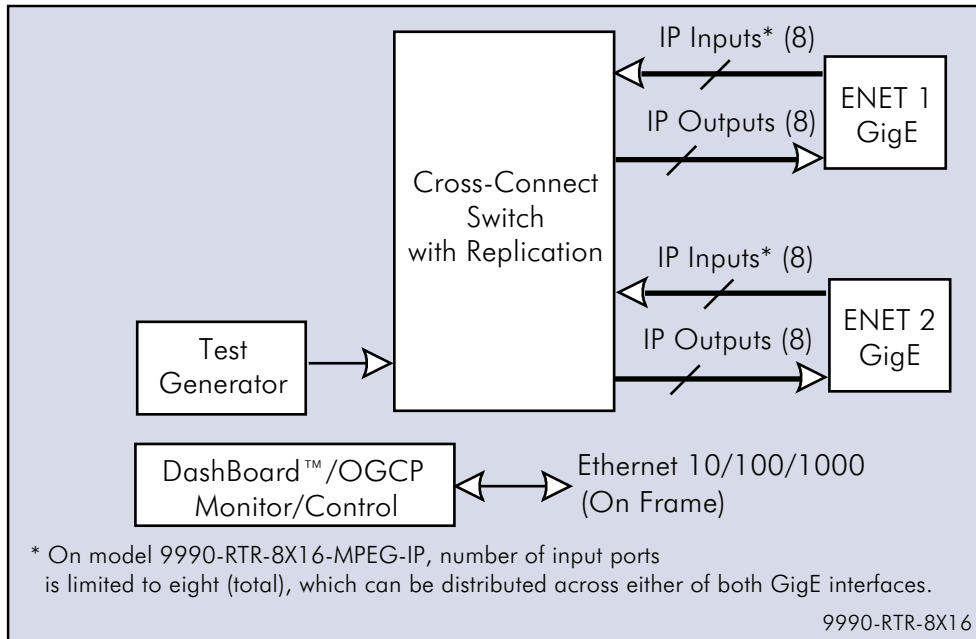 IP Inputs* (8)
ENET 1
GigE
IP Outputs (8)
Cross-Connect
Switch
with Replication
IP Inputs* (8)
ENET 2
GigE
IP Outputs (8)
Test
Generator
DashBoard™/OGCP
Monitor/Control
Ethernet 10/100/1000
(On Frame)
* On model 9990-RTR-8X16-MPEG-IP, number of input ports
is limited to eight (total), which can be distributed across either of both GigE interfaces.
9990-RTR-8X16